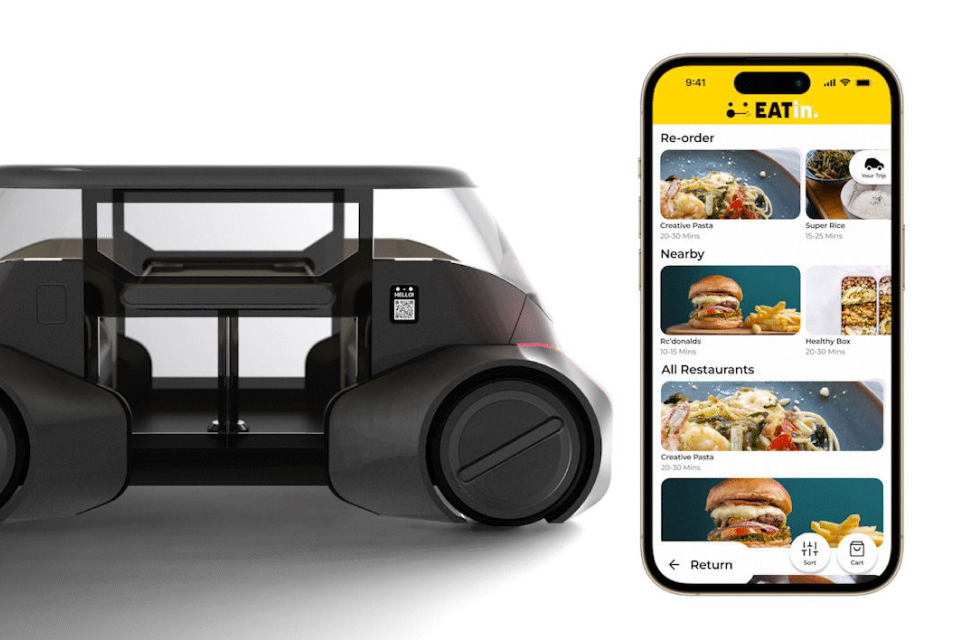 HELLO!
9:41
EATin.
Re-order
Your Trip
Creative Pasta
20-30 Mins
Super Rice
15-25 Mins
Nearby
Rc'donalds
10-15 Mins
Healthy Box
20-30 Mins
All Restaurants
Creative Pasta
20-30 Mins
Return
Sort
Cart